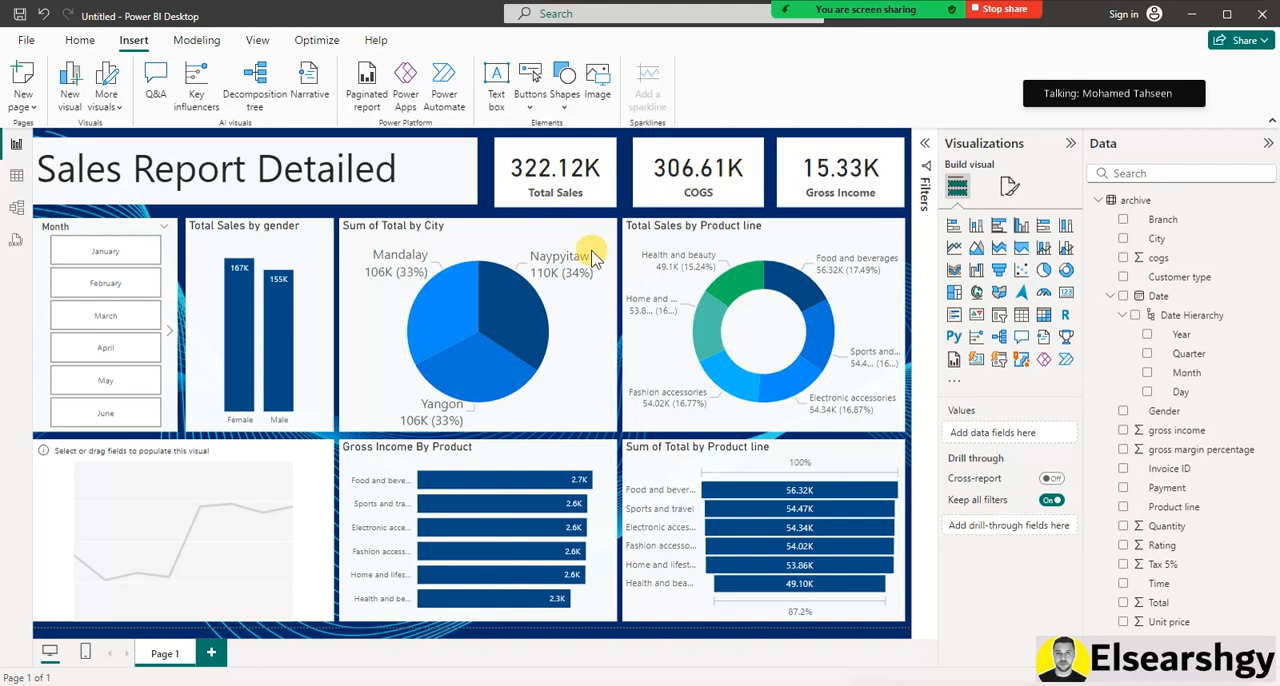 Untitled - Power BI Desktop
Search
You are screen sharing
Stop share
Sign in
File
Home
Insert
Modeling
View
Optimize
Help
Share
New page
New visual
More visuals
Q&A
Key influencers
Decomposition tree
Narrative
Paginated report
Power Apps
Power Automate
Text box
Buttons
Shapes
Image
Add a sparkline
Pages
Visuals
AI visuals
Power Platform
Elements
Sparklines
Talking: Mohamed Tahseen
Sales Report Detailed
322.12K
Total Sales
306.61K
COGS
15.33K
Gross Income
Month
January
February
March
April
May
June
Total Sales by gender
167K
155K
Female
Male
Sum of Total by City
Mandalay
106K (33%)
Naypyitaw
110K (34%)
Yangon
106K (33%)
Total Sales by Product line
Health and beauty
49.1K (15.24%)
Food and beverages
56.32K (17.49%)
Home and ...
53.8... (16...
Sports and...
54.4... (16...
Fashion accessories
54.02K (16.77%)
Electronic accessories
54.34K (16.87%)
Select or drag fields to populate this visual
Gross Income By Product
Food and beve... 2.7K
Sports and tra... 2.6K
Electronic acce... 2.6K
Fashion access... 2.6K
Home and lifes... 2.6K
Health and be... 2.3K
Sum of Total by Product line
100%
Food and bever... 56.32K
Sports and travel 54.47K
Electronic acces... 54.34K
Fashion accesso... 54.02K
Home and lifest... 53.86K
Health and bea... 49.10K
87.2%
Filters
Visualizations
Build visual
123
R
Py
...
Values
Add data fields here
Drill through
Cross-report
Off
Keep all filters
On
Add drill-through fields here
Data
Search
archive
Branch
City
cogs
Customer type
Date
Date Hierarchy
Year
Quarter
Month
Day
Gender
gross income
gross margin percentage
Invoice ID
Payment
Product line
Quantity
Rating
Tax 5%
Time
Total
Unit price
Page 1
Page 1 of 1
Elsearshgy